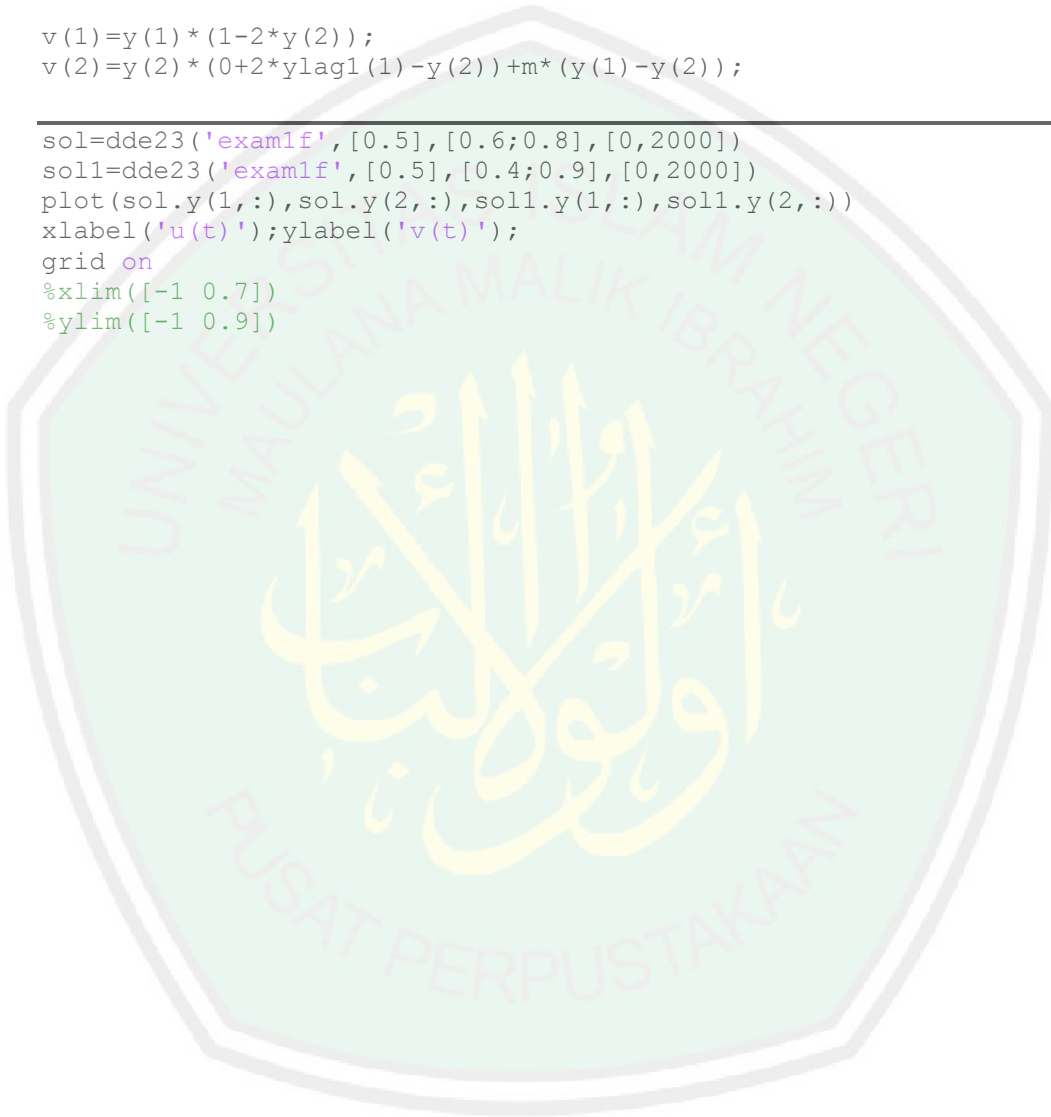 v(1)=y(1)*(1-2*y(2));
v(2)=y(2)*(0+2*ylag1(1)-y(2))+m*(y(1)-y(2));
sol=dde23('exam1f',[0.5],[0.6;0.8],[0,2000])
sol1=dde23('exam1f',[0.5],[0.4;0.9],[0,2000])
plot(sol.y(1,:),sol.y(2,:),sol1.y(1,:),sol1.y(2,:))
xlabel('u(t)');ylabel('v(t)');
grid on
%xlim([-1 0.7])
%ylim([-1 0.9])
UNIVERSITAS ISLAM NEGERI
MAULANA MALIK IBRAHIM
PUSAT PERPUSTAKAAN